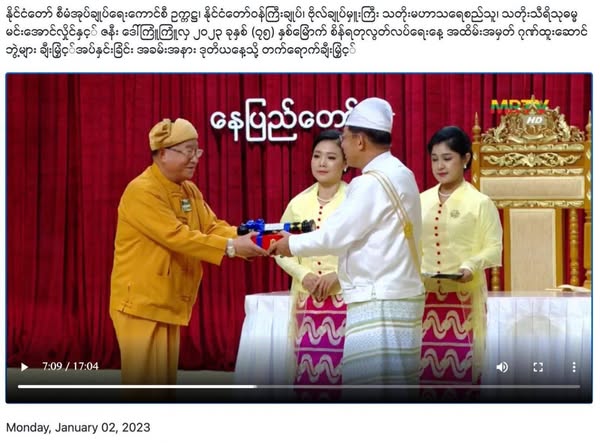 နိုင်ငံတော် စီမံအုပ်ချုပ်ရေးကောင်စီ ဥက္ကဋ္ဌ၊ နိုင်ငံတော်ဝန်ကြီးချုပ်၊ ဗိုလ်ချုပ်မှူးကြီး သတိုးမဟာသရေစည်သူ၊ သတိုးသီရိသုဓမ္မ
မင်းအောင်လှိုင်နှင့် ဇနီး ဒေါ်ကြူကြူလှ ၂၀၂၃ ခုနှစ် (၇၅) နှစ်မြောက် စိန်ရတုလွတ်လပ်ရေးနေ့ အထိမ်းအမှတ် ဂုဏ်ထူးဆောင်
ဘွဲ့များ ချီးမြှင့်အပ်နှင်းခြင်း အခမ်းအနား ဒုတိယနေ့သို့ တက်ရောက်ချီးမြှင့်
နေပြည်တော်
MRTV
HD
7:09 / 17:04
Monday, January 02, 2023